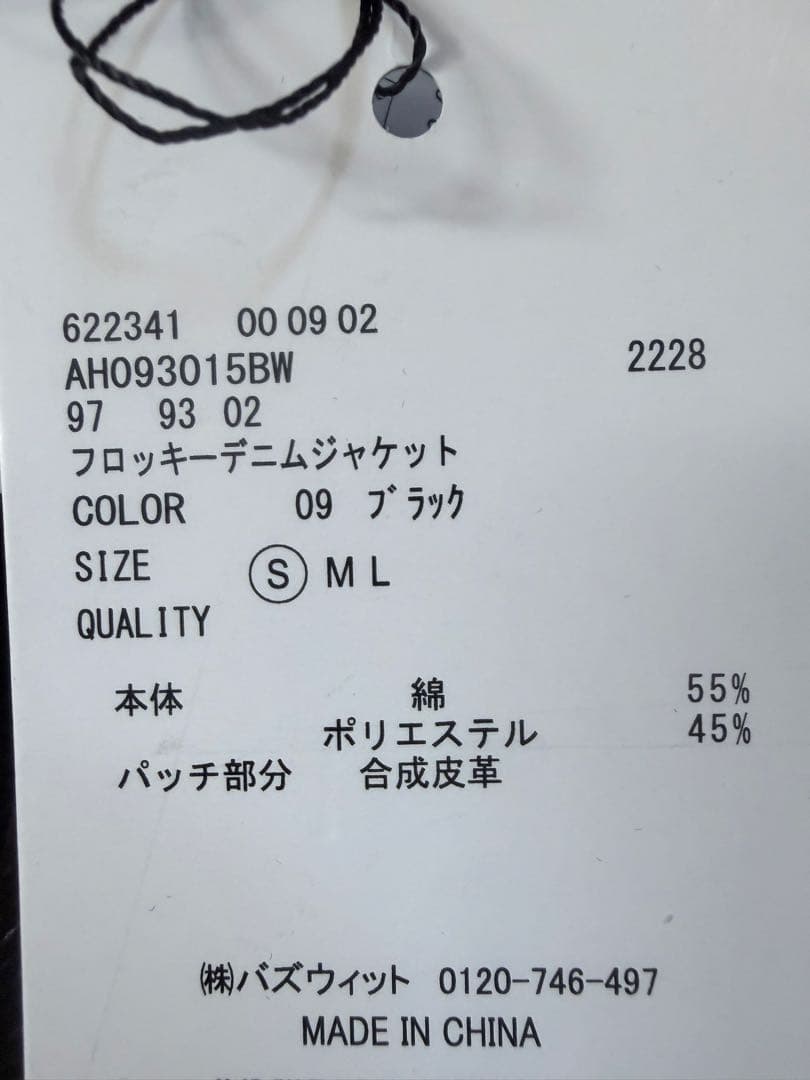 622341 00 09 02
AH093015BW 2228
97 93 02
フロッキーデニムジャケット
COLOR 09 ブラック
SIZE S M L
QUALITY
本体 綿 55%
ポリエステル 45%
パッチ部分 合成皮革
㈱バズウィット 0120-746-497
MADE IN CHINA